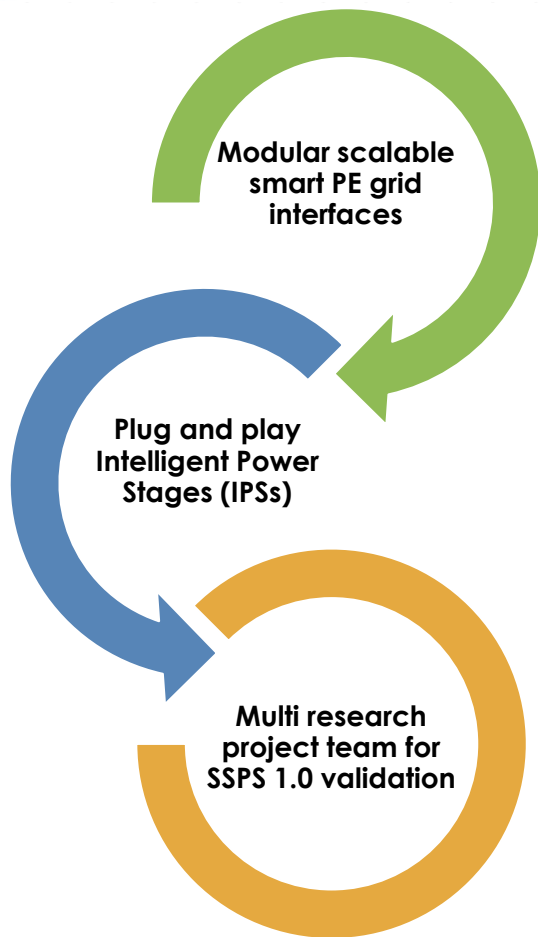 Modular scalable
smart PE grid
interfaces
Plug and play
Intelligent Power
Stages (IPSs)
Multi research
project team for
SSPS 1.0 validation